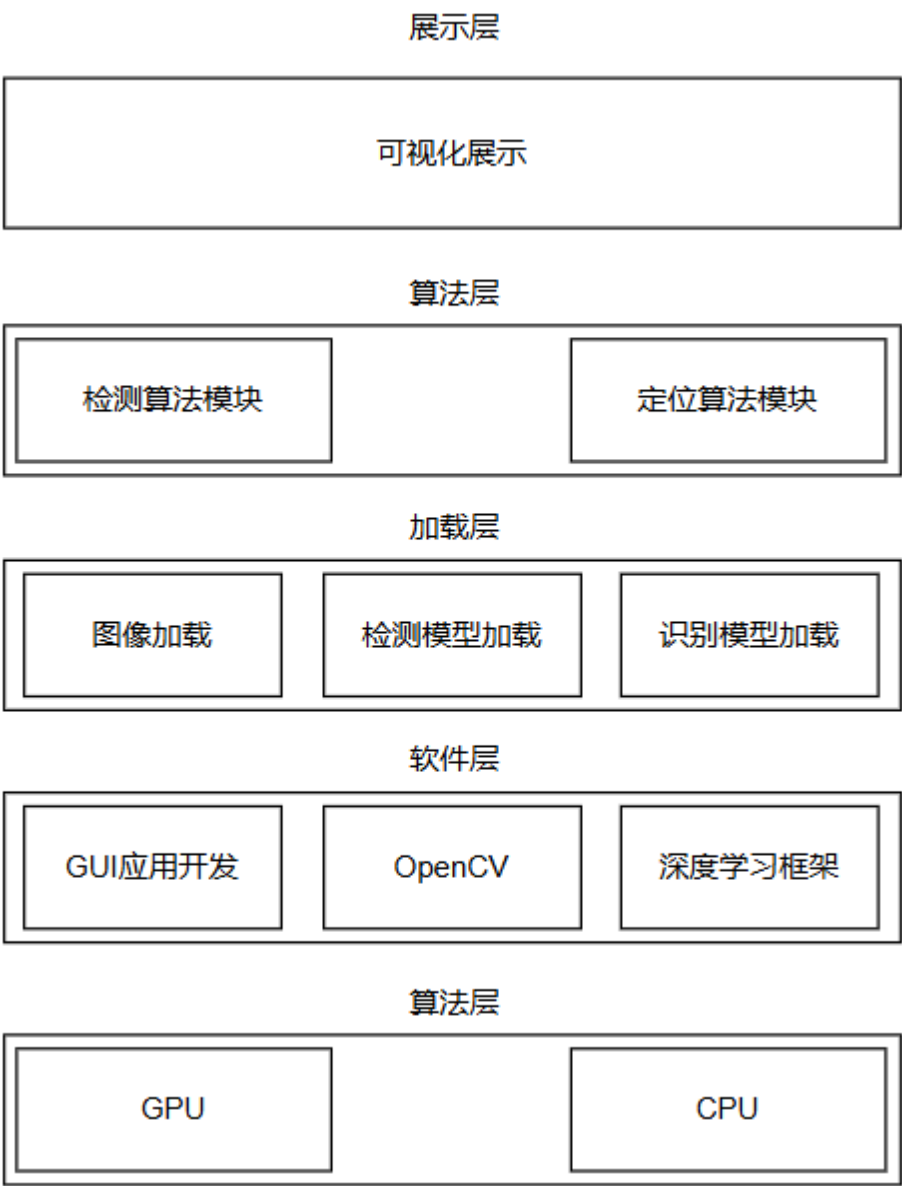 展示层
可视化展示
算法层
检测算法模块
定位算法模块
加载层
图像加载
检测模型加载
识别模型加载
软件层
GUI应用开发
OpenCV
深度学习框架
算法层
GPU
CPU